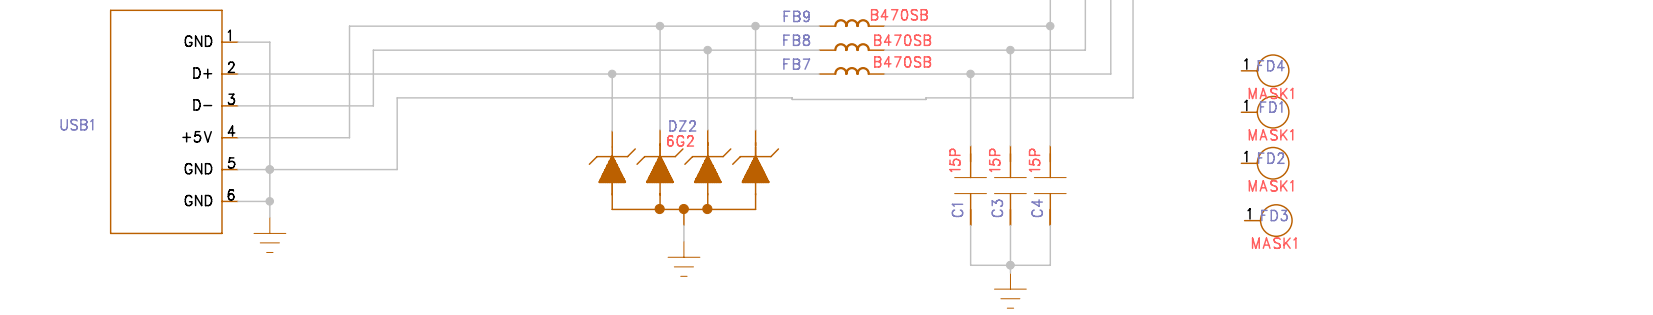 USB1
GND 1
D+ 2
D- 3
+5V 4
GND 5
GND 6
FB9 B470SB
FB8 B470SB
FB7 B470SB
DZ2
6G2
15P 15P 15P
C1 C3 C4
1 FD4
MASK1
1 FD1
MASK1
1 FD2
MASK1
1 FD3
MASK1